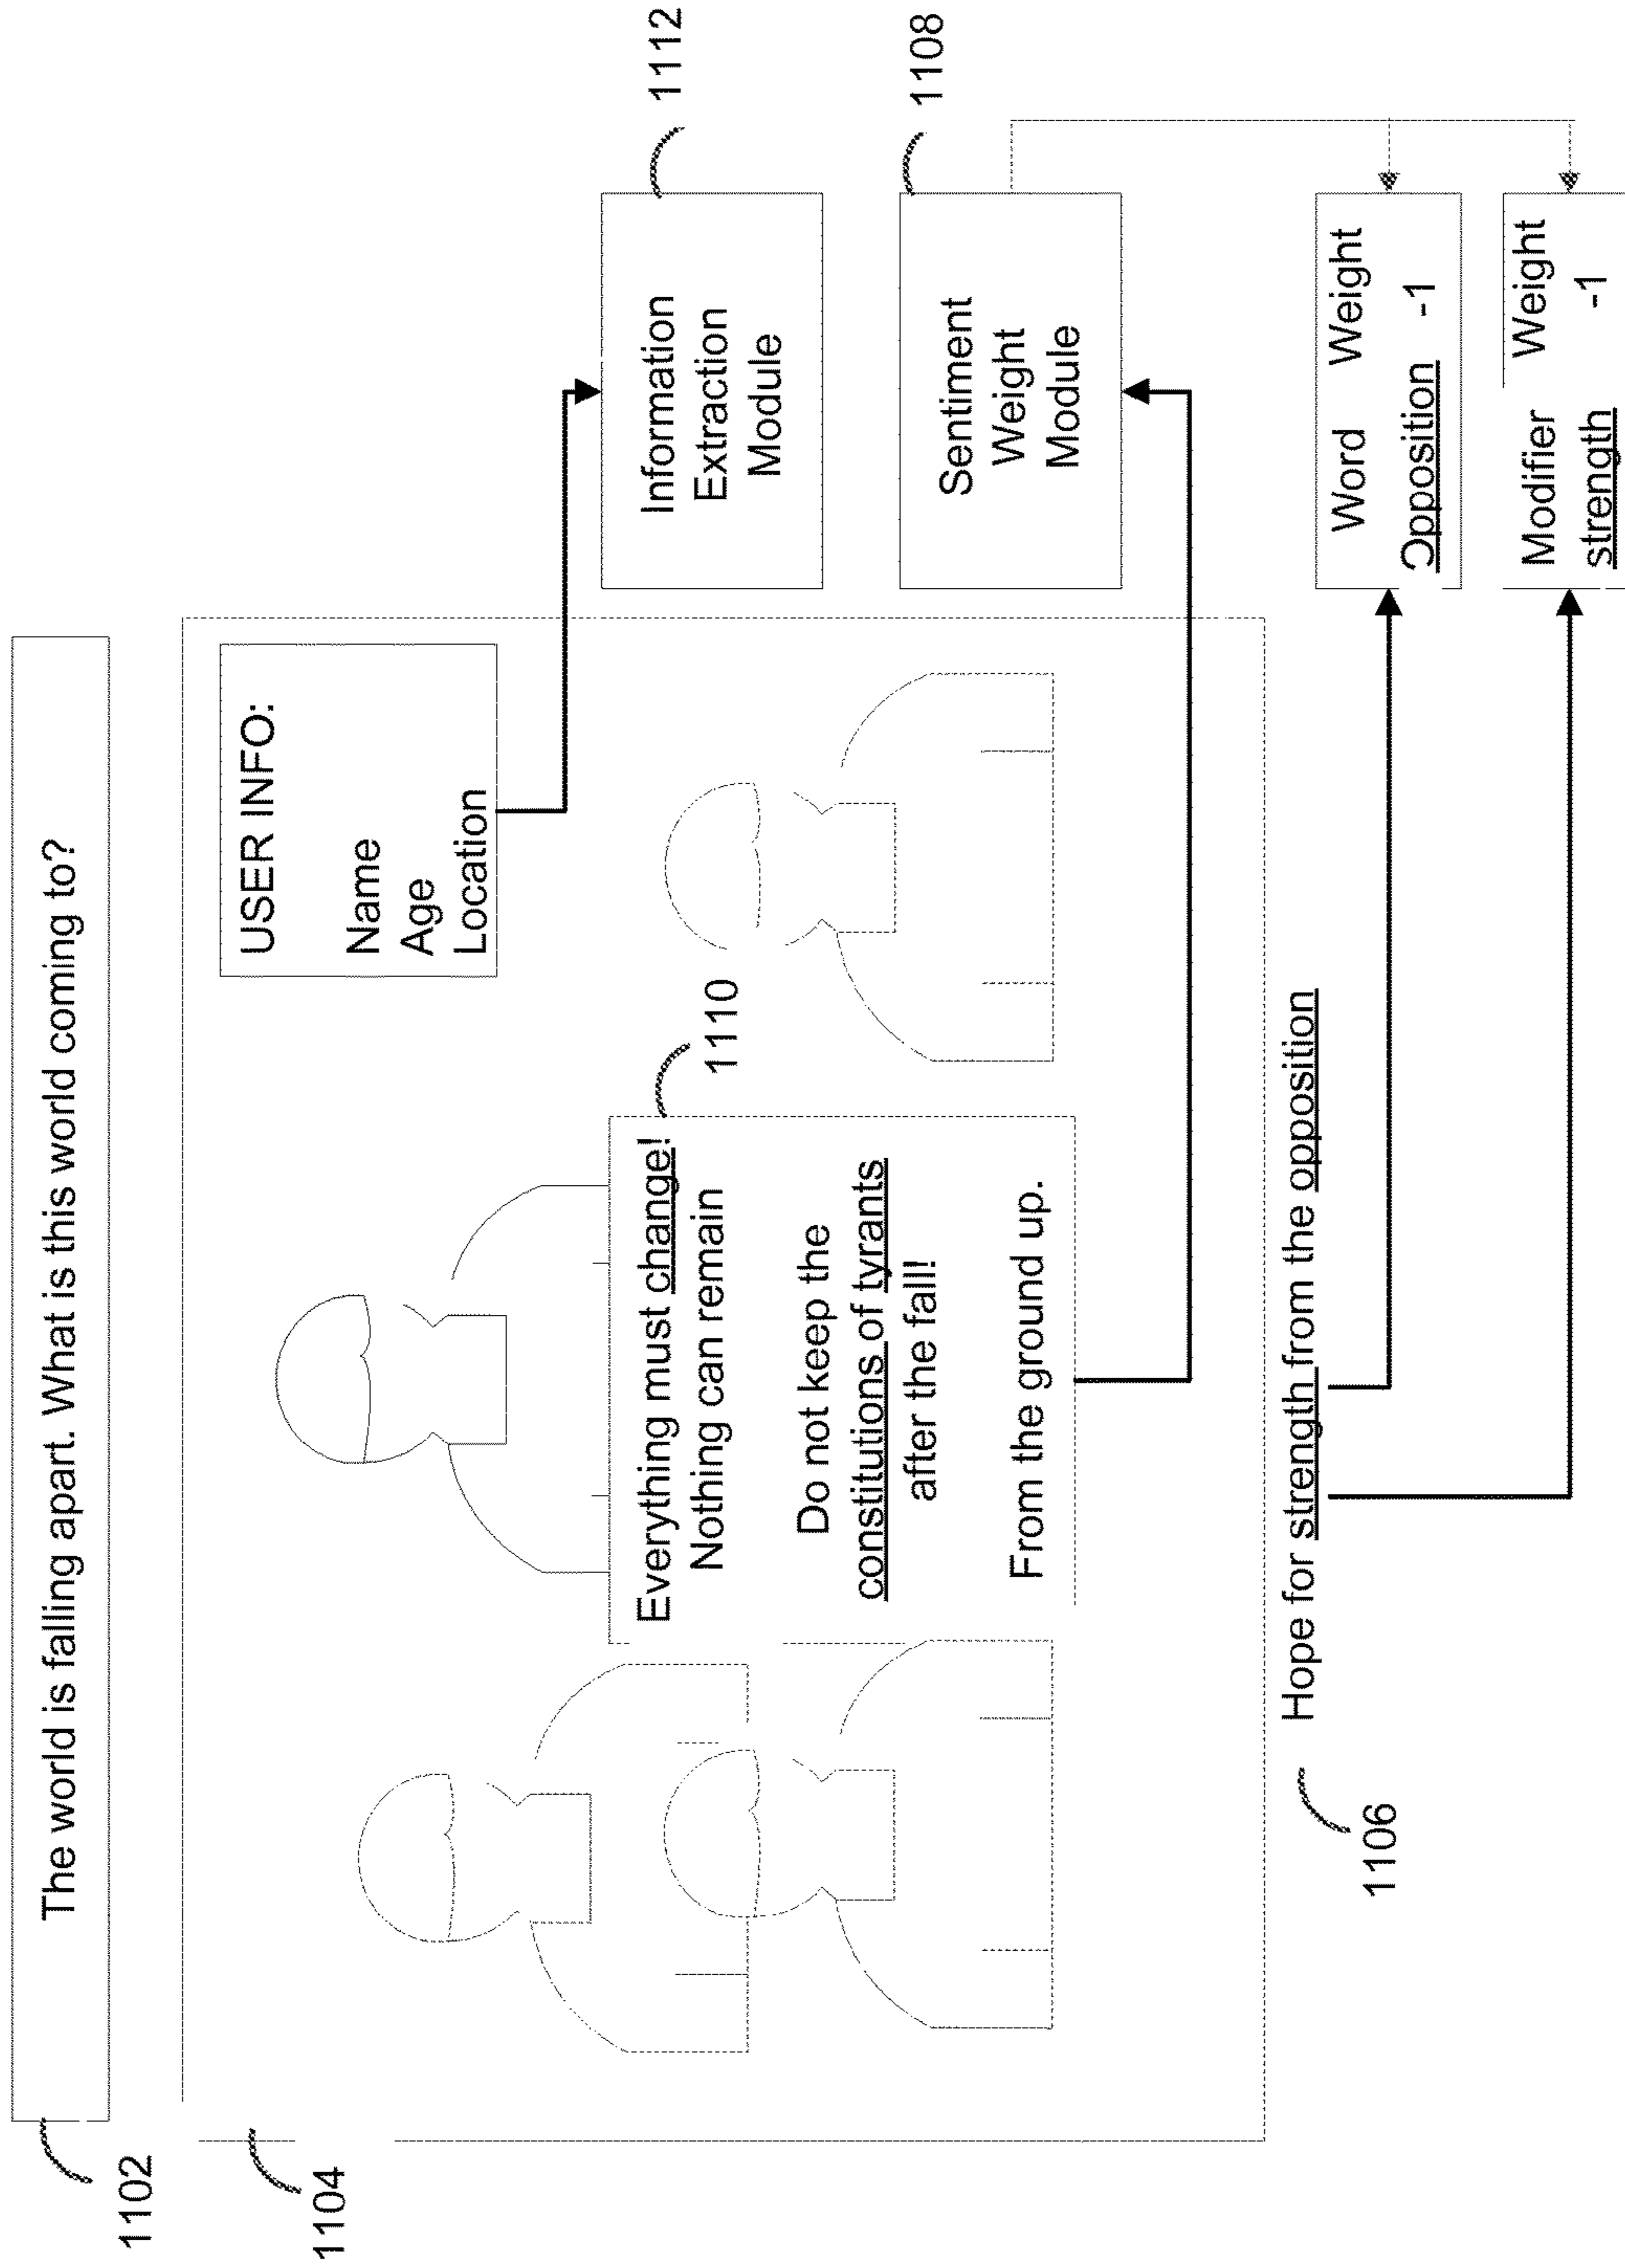 The world is falling apart. What is this world coming to?
1102
1104
USER INFO:
Name
Age
Location
Everything must change!
Nothing can remain
Do not keep the
constitutions of tyrants
after the fall!
From the ground up.
1110
Information
Extraction
Module
1112
Sentiment
Weight
Module
1108
Hope for strength from the opposition
1106
Word Weight
Opposition -1
Modifier Weight
strength -1